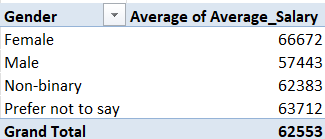 Gender Average of Average_Salary
Female 66672
Male 57443
Non-binary 62383
Prefer not to say 63712
Grand Total 62553